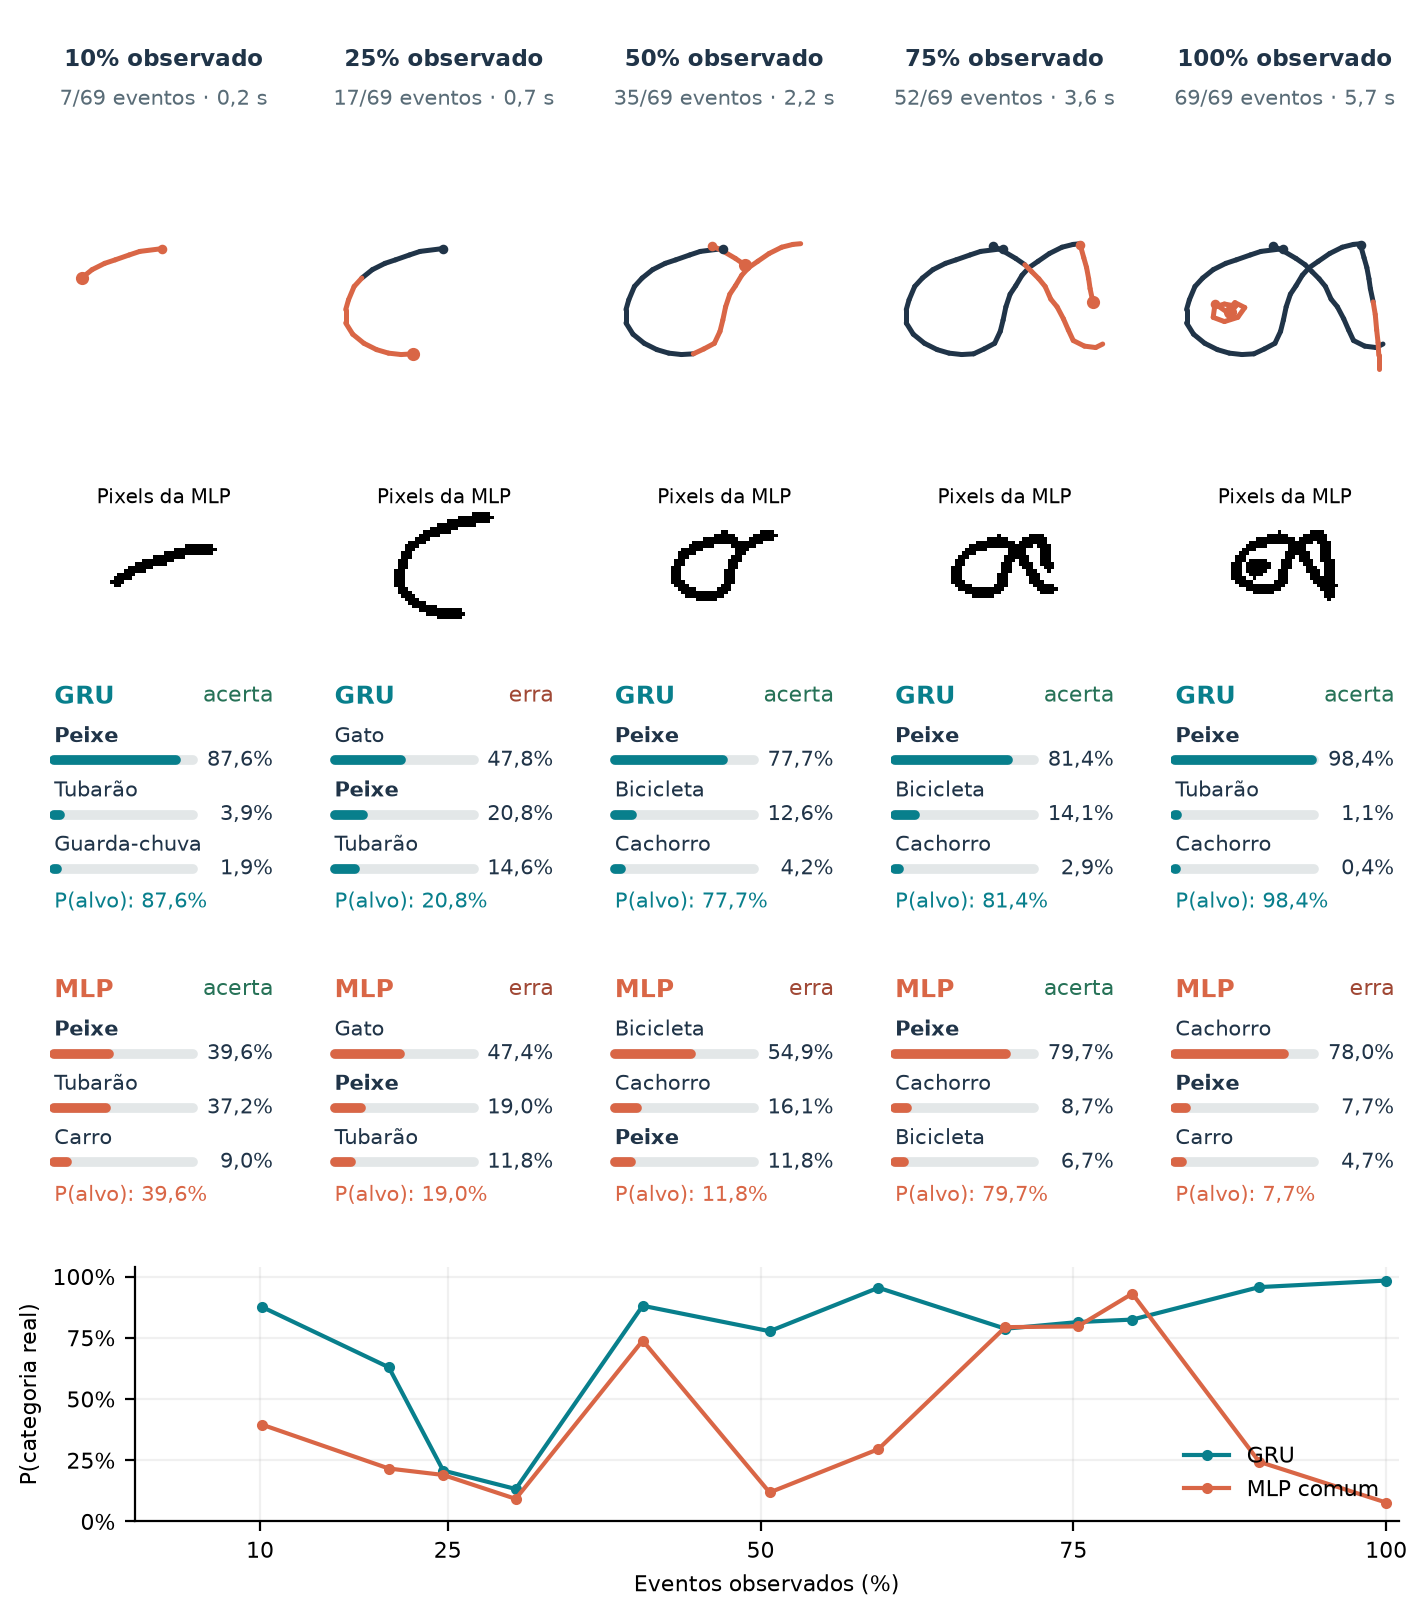 10% observado 25% observado 50% observado 75% observado 100% observado
7/69 eventos · 0,2 s 17/69 eventos · 0,7 s 35/69 eventos · 2,2 s 52/69 eventos · 3,6 s 69/69 eventos · 5,7 s
Pixels da MLP Pixels da MLP Pixels da MLP Pixels da MLP Pixels da MLP
GRU acerta GRU erra GRU acerta GRU acerta GRU acerta
Peixe Gato Peixe Peixe Peixe
87,6% 47,8% 77,7% 81,4% 98,4%
Tubarão Peixe Bicicleta Bicicleta Tubarão
3,9% 20,8% 12,6% 14,1% 1,1%
Guarda-chuva Tubarão Cachorro Cachorro Cachorro
1,9% 14,6% 4,2% 2,9% 0,4%
P(alvo): 87,6% P(alvo): 20,8% P(alvo): 77,7% P(alvo): 81,4% P(alvo): 98,4%
MLP acerta MLP erra MLP erra MLP acerta MLP erra
Peixe Gato Bicicleta Peixe Cachorro
39,6% 47,4% 54,9% 79,7% 78,0%
Tubarão Peixe Cachorro Cachorro Peixe
37,2% 19,0% 16,1% 8,7% 7,7%
Carro Tubarão Peixe Bicicleta Carro
9,0% 11,8% 11,8% 6,7% 4,7%
P(alvo): 39,6% P(alvo): 19,0% P(alvo): 11,8% P(alvo): 79,7% P(alvo): 7,7%
P(categoria real)
100%
75%
50%
25%
0%
GRU
MLP comum
10 25 50 75 100
Eventos observados (%)